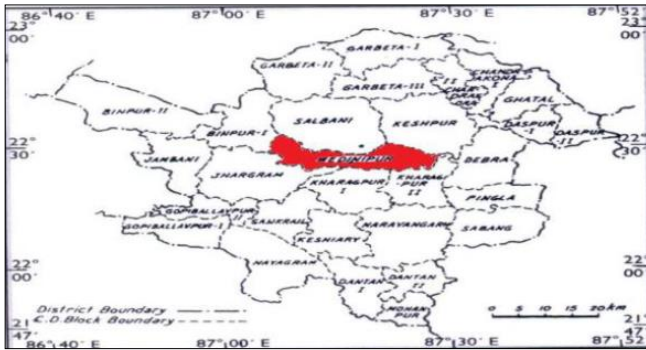 86°40' E 87°00' 87°30' 87°52'
23° 00'
23° 00'
GARBETA-I
GARBETA-II
GARBETA-III
II
CHANDRAKONA I
GHATAL
BINPUR-II
SALBANI
KESHPUR
DASPUR-I
DASPUR-II
BINPUR-I
22° 30'
22° 30'
MEDINIPUR
DEBRA
JAMBANI
JHARGRAM
KHARAGPUR I
KHARAGPUR II
PINGLA
GOPIBALLAVPUR II
GOPIBALLAVPUR-I
SANKRAIL
NARAYANGARH
SABANG
KESHIARY
22° 00'
22° 00'
NAYAGRAM
DANTAN I
DANTAN II
MOHANPUR
District Boundary
C.D. Block Boundary
0 5 10 15 20 km
21° 47'
21° 47'
86°40' E 87°00' E 87°30' E 87°52'